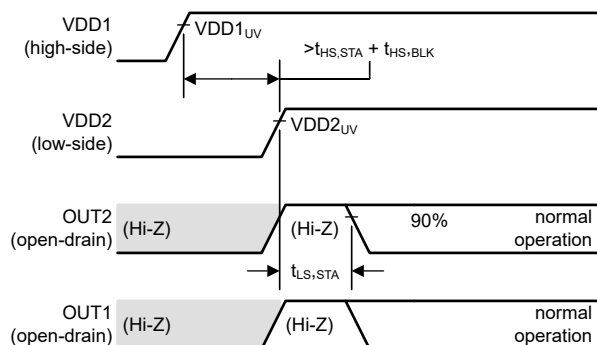 VDD1
(high-side)
VDD1UV
>tHS,STA + tHS,BLK
VDD2
(low-side)
VDD2UV
OUT2
(open-drain)
(Hi-Z)
(Hi-Z)
90%
normal
operation
tLS,STA
OUT1
(open-drain)
(Hi-Z)
(Hi-Z)
normal
operation